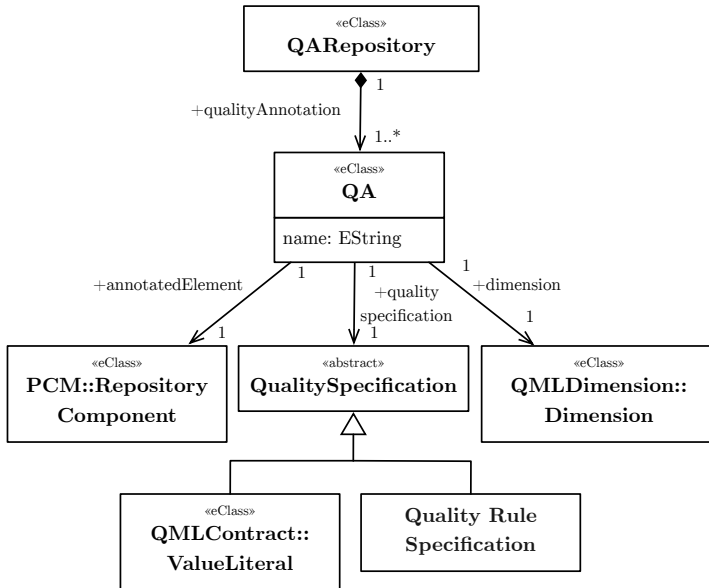 «eClass»
QARepository
1
+qualityAnnotation
1..*
«eClass»
QA
name: EString
1
1
1
+annotatedElement
+quality
specification
+dimension
1
1
1
«eClass»
PCM::Repository
Component
«abstract»
QualitySpecification
«eClass»
QMLDimension::
Dimension
«eClass»
QMLContract::
ValueLiteral
Quality Rule
Specification